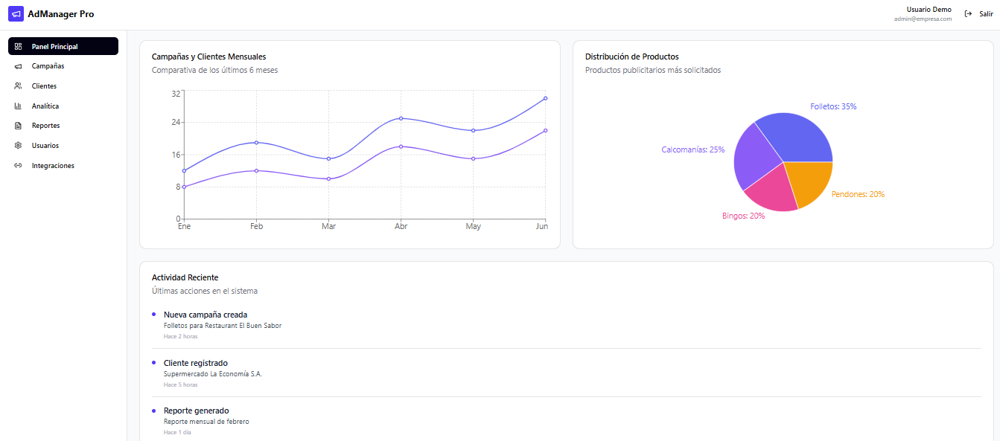 AdManager Pro
Usuario Demo
admin@empresa.com
Salir
Panel Principal
Campañas
Clientes
Analítica
Reportes
Usuarios
Integraciones
Campañas y Clientes Mensuales
Comparativa de los últimos 6 meses
32
24
16
8
0
Ene Feb Mar Abr May Jun
Distribución de Productos
Productos publicitarios más solicitados
Folletos: 35%
Calcomanías: 25%
Pendones: 20%
Bingos: 20%
Actividad Reciente
Últimas acciones en el sistema
Nueva campaña creada
Folletos para Restaurant El Buen Sabor
Hace 2 horas
Cliente registrado
Supermercado La Economía S.A.
Hace 5 horas
Reporte generado
Reporte mensual de febrero
Hace 1 día